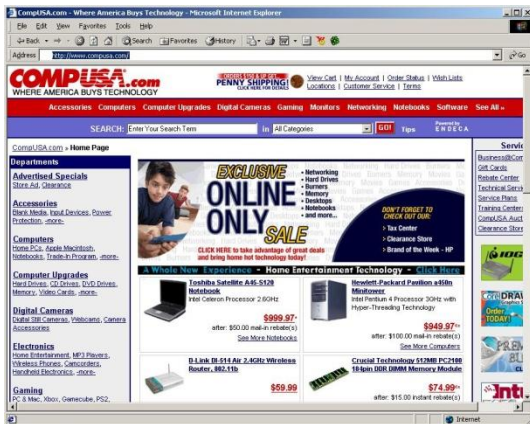 CompUSA.com - Where America Buys Technology - Microsoft Internet Explorer
File Edit View Favorites Tools Help
Back Search Favorites History
Address http://www.compusa.com/ Go
COMPUSA.com
WHERE AMERICA BUYS TECHNOLOGY
PENNY SHIPPING!
CLICK HERE FOR DETAILS
View Cart | My Account | Order Status | Wish Lists
Locations | Customer Service | Terms
Accessories Computers Computer Upgrades Digital Cameras Gaming Monitors Networking Notebooks Software See All »
SEARCH: Enter Your Search Term in All Categories GO! Tips Powered by ENDECA
CompUSA.com » Home Page
Departments
Advertised Specials
Store Ad, Clearance
Accessories
Blank Media, Input Devices, Power
Protection, -more-
Computers
Home PCs, Apple Macintosh,
Notebooks, Trade-In Program, -more-
Computer Upgrades
Hard Drives, CD Drives, DVD Drives,
Memory, Video Cards, -more-
Digital Cameras
Digital Still Cameras, Webcams, Camera
Accessories
Electronics
Home Entertainment, MP3 Players,
Wireless Phones, Camcorders,
Handheld Electronics, -more-
Gaming
PC & Mac, Xbox, Gamecube, PS2,
EXCLUSIVE
ONLINE
ONLY
SALE
CLICK HERE to take advantage of great deals
and bring home hot technology today!
• Networking
• Hard Drives
• Burners
• Memory
• Desktops
• Notebooks
• and more...
DON'T FORGET TO
CHECK OUT OUR:
> Tax Center
> Clearance Store
> Brand of the Week - HP
A Whole New Experience - Home Entertainment Technology - Click Here
Toshiba Satellite A45-S120
Notebook
Intel Celeron Processor 2.6GHz
$999.97*
after: $50.00 mail-in rebate(s)
See More Notebooks
Hewlett-Packard Pavilion a450n
Minitower
Intel Pentium 4 Processor 3GHz with
Hyper-Threading Technology
$949.97*
after: $100.00 mail-in rebate(s)
See More Computers
D-Link DI-514 Air 2.4GHz Wireless
Router, 802.11b
$59.99
Crucial Technology 512MB PC2100
184pin DDR DIMM Memory Module
$74.99*
after: $15.00 instant rebate(s)
Servic
Business@Com
Gift Cards
Rebate Center
Technical Servi
Service Plans
Training Center
CompUSA Auct
Clearance Store
CorelDRAW
Order
TODAY!
PREM
Intu
Internet